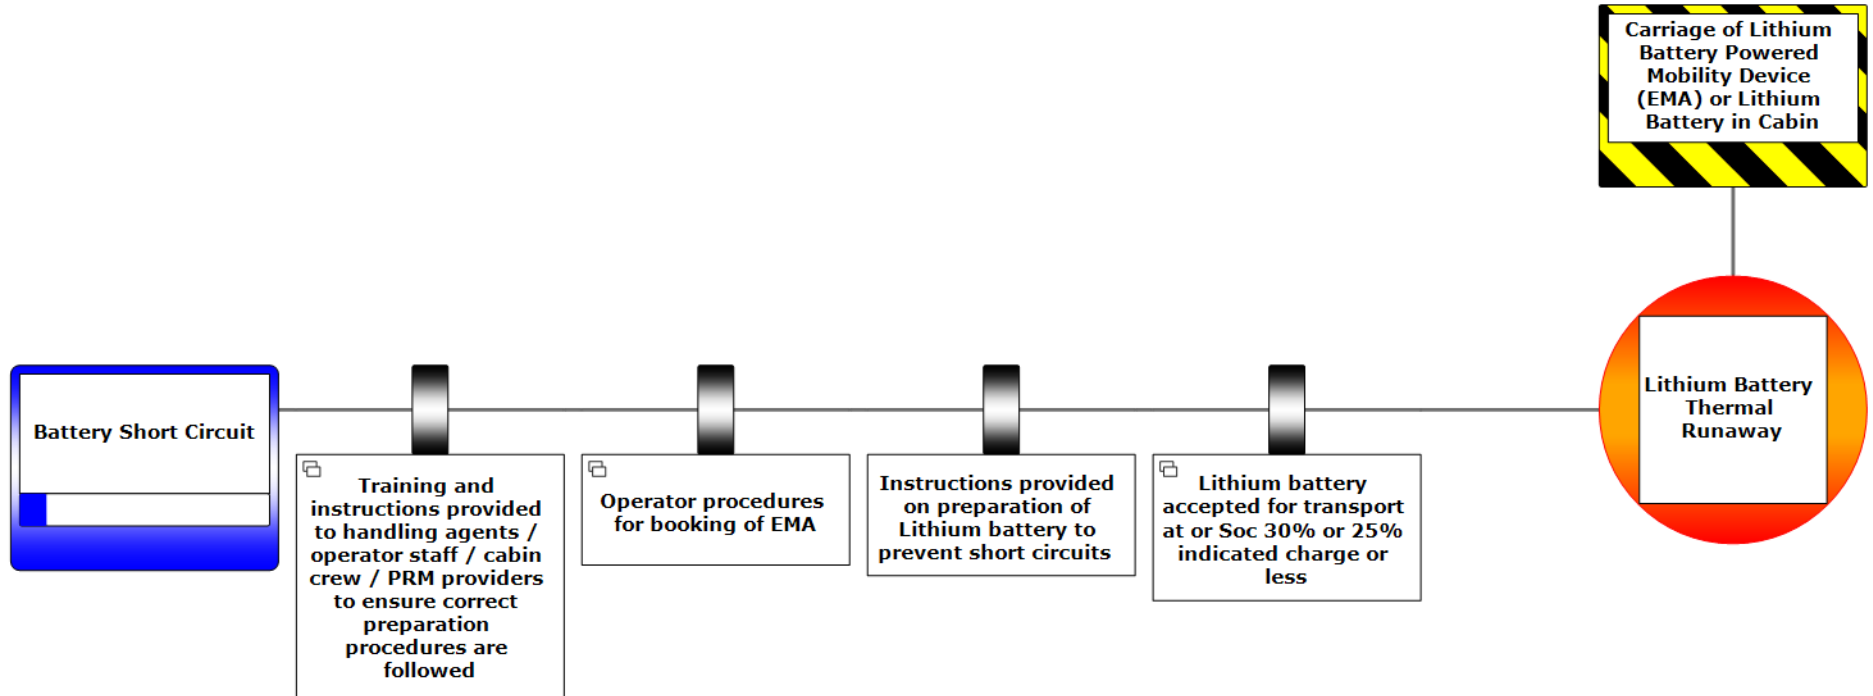 Carriage of Lithium
Battery Powered
Mobility Device
(EMA) or Lithium
Battery in Cabin
Battery Short Circuit
Training and
instructions provided
to handling agents /
operator staff / cabin
crew / PRM providers
to ensure correct
preparation
procedures are
followed
Operator procedures
for booking of EMA
Instructions provided
on preparation of
Lithium battery to
prevent short circuits
Lithium battery
accepted for transport
at or Soc 30% or 25%
indicated charge or
less
Lithium Battery
Thermal
Runaway